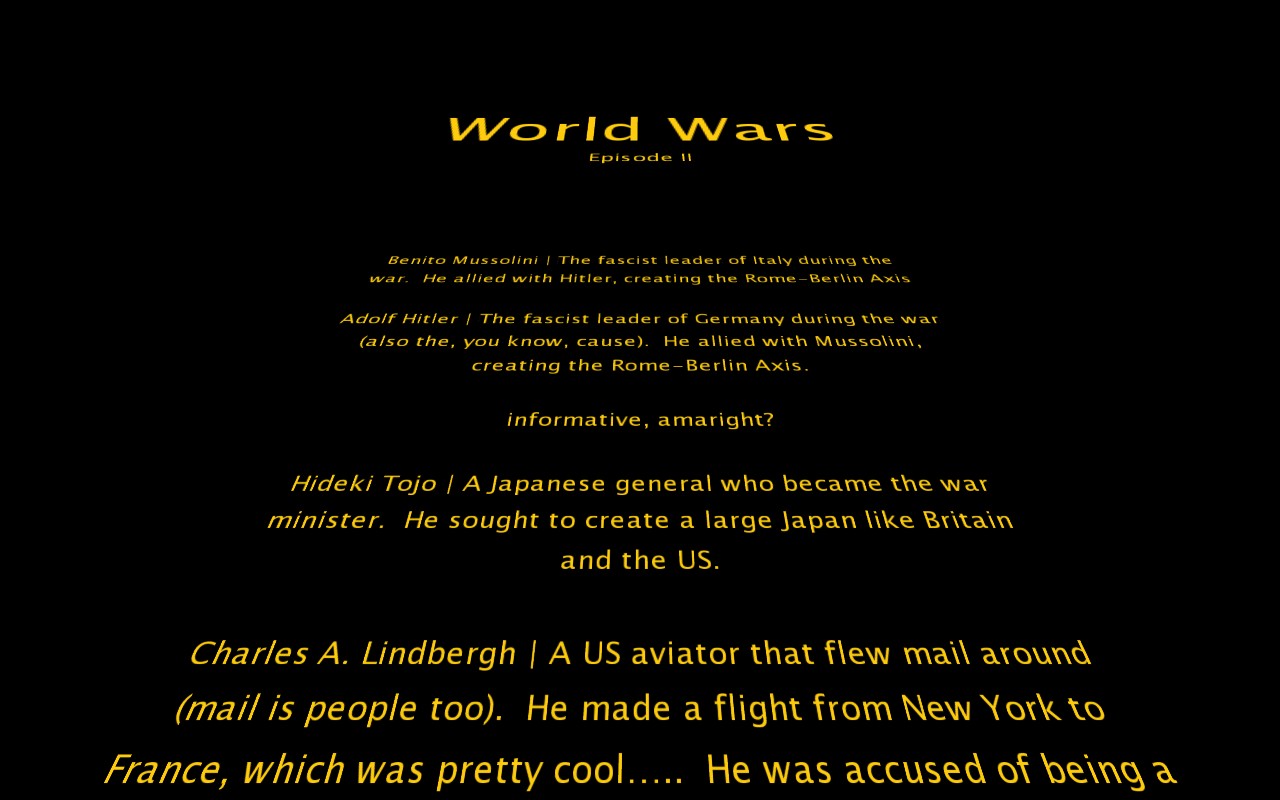 World Wars
Episode II
Benito Mussolini | The fascist leader of Italy during the
war.  He allied with Hitler, creating the Rome-Berlin Axis
Adolf Hitler | The fascist leader of Germany during the war
(also the, you know, cause).  He allied with Mussolini,
creating the Rome-Berlin Axis.
informative, amaright?
Hideki Tojo | A Japanese general who became the war
minister.  He sought to create a large Japan like Britain
and the US.
Charles A. Lindbergh | A US aviator that flew mail around
(mail is people too).  He made a flight from New York to
France, which was pretty cool.....  He was accused of being a